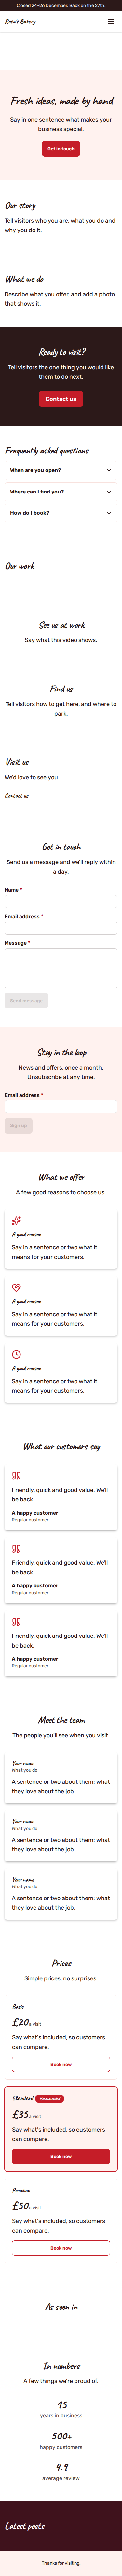 Closed 24–26 December. Back on the 27th.
Rosa's Bakery
Fresh ideas, made by hand
Say in one sentence what makes your
business special.
Get in touch
Our story
Tell visitors who you are, what you do and
why you do it.
What we do
Describe what you offer, and add a photo
that shows it.
Ready to visit?
Tell visitors the one thing you would like
them to do next.
Contact us
Frequently asked questions
When are you open?
Where can I find you?
How do I book?
Our work
See us at work
Say what this video shows.
Find us
Tell visitors how to get here, and where to
park.
Visit us
We'd love to see you.
Contact us
Get in touch
Send us a message and we'll reply within
a day.
Name *
Email address *
Message *
Send message
Stay in the loop
News and offers, once a month.
Unsubscribe at any time.
Email address *
Sign up
What we offer
A few good reasons to choose us.
A good reason
Say in a sentence or two what it
means for your customers.
A good reason
Say in a sentence or two what it
means for your customers.
A good reason
Say in a sentence or two what it
means for your customers.
What our customers say
Friendly, quick and good value. We'll
be back.
A happy customer
Regular customer
Friendly, quick and good value. We'll
be back.
A happy customer
Regular customer
Friendly, quick and good value. We'll
be back.
A happy customer
Regular customer
Meet the team
The people you'll see when you visit.
Your name
What you do
A sentence or two about them: what
they love about the job.
Your name
What you do
A sentence or two about them: what
they love about the job.
Your name
What you do
A sentence or two about them: what
they love about the job.
Prices
Simple prices, no surprises.
Basic
£20 a visit
Say what's included, so customers
can compare.
Book now
Standard Recommended
£35 a visit
Say what's included, so customers
can compare.
Book now
Premium
£50 a visit
Say what's included, so customers
can compare.
Book now
As seen in
In numbers
A few things we're proud of.
15
years in business
500+
happy customers
4.9
average review
Latest posts
Thanks for visiting.